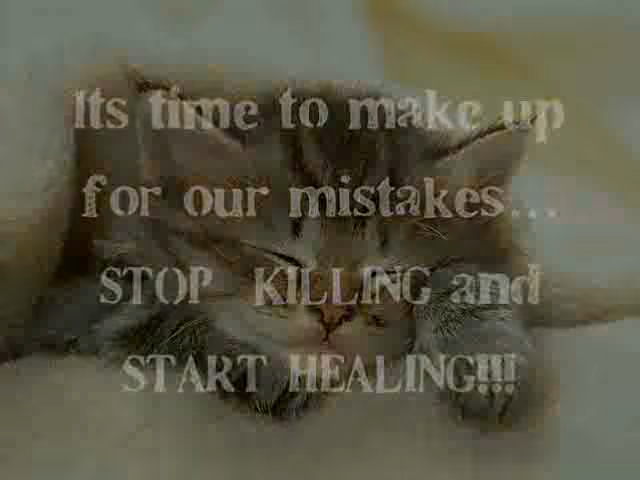 Its time to make up
for our mistakes...
STOP KILLING and
START HEALING!!!